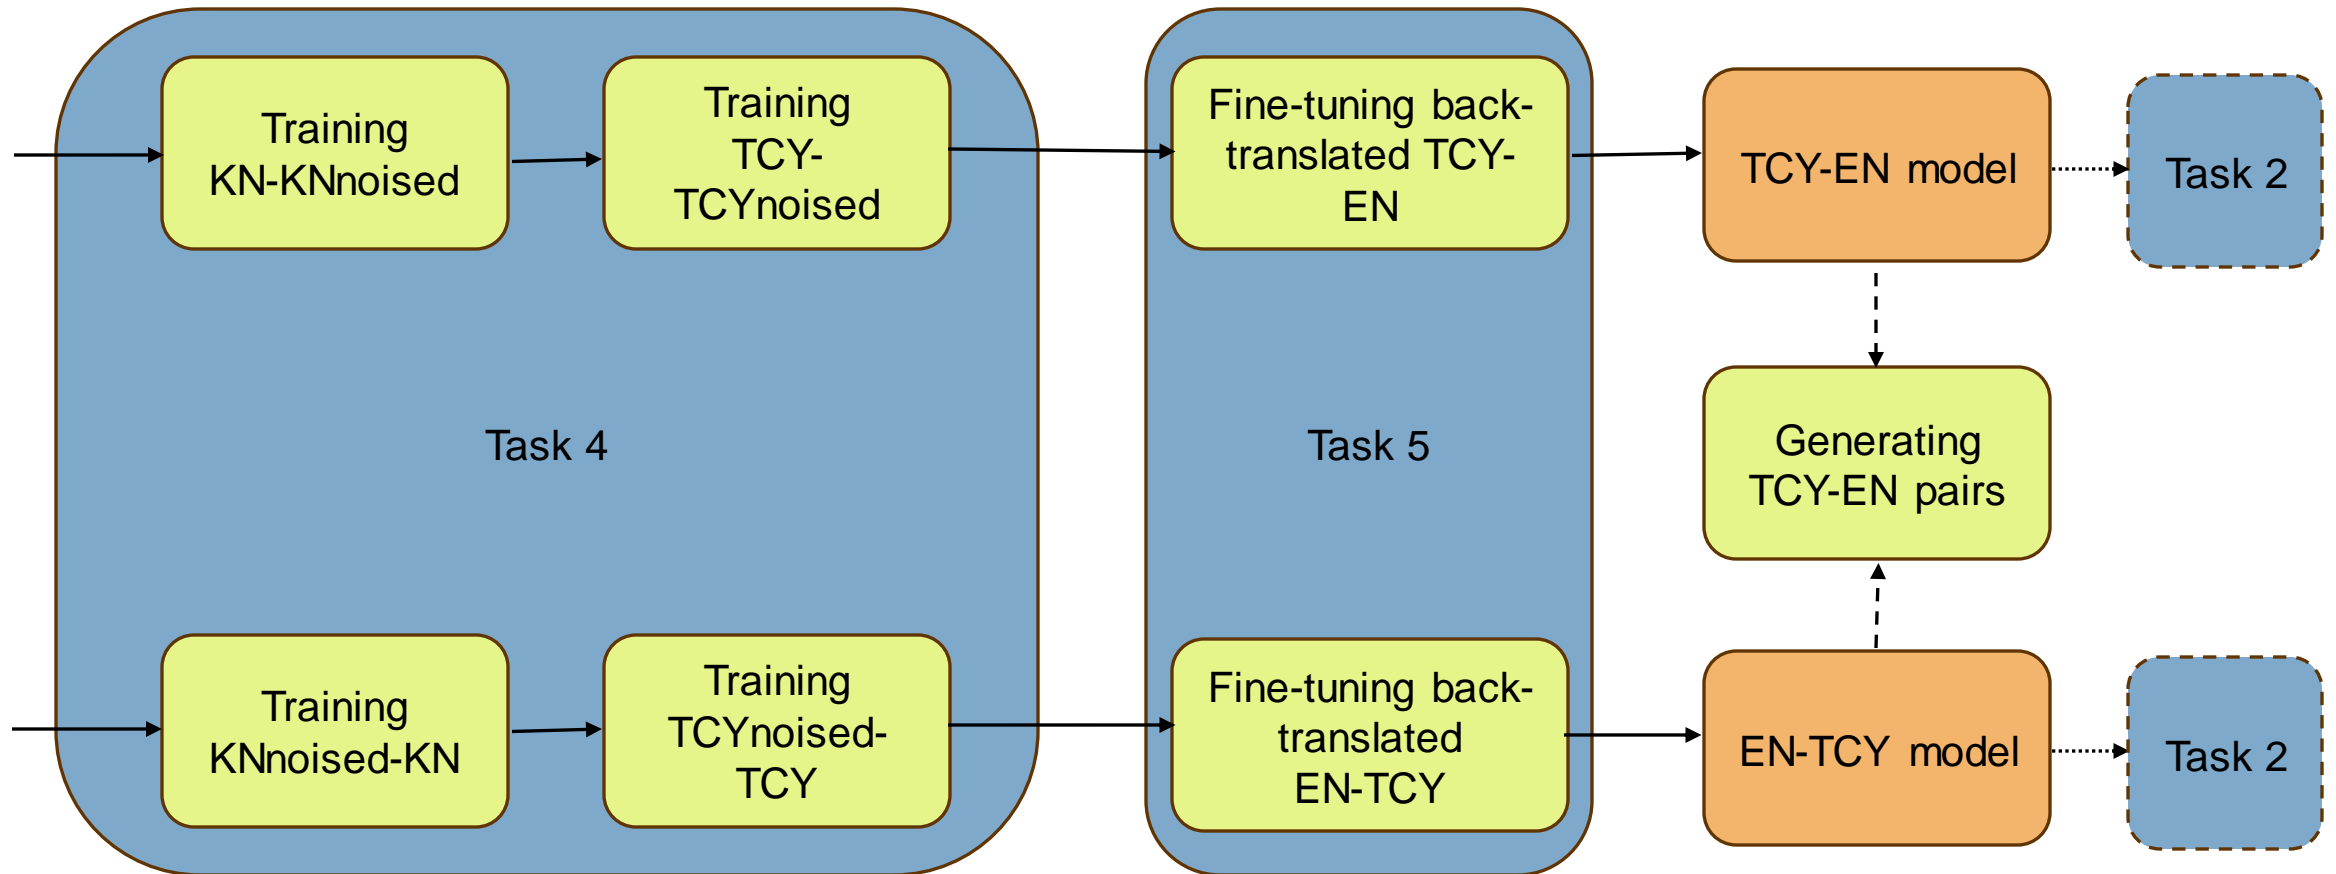 Training
KN-KNnoised
Training
TCY-
TCYnoised
Fine-tuning back-
translated TCY-
EN
TCY-EN model
Task 2
Task 4
Task 5
Generating
TCY-EN pairs
Training
KNnoised-KN
Training
TCYnoised-
TCY
Fine-tuning back-
translated
EN-TCY
EN-TCY model
Task 2